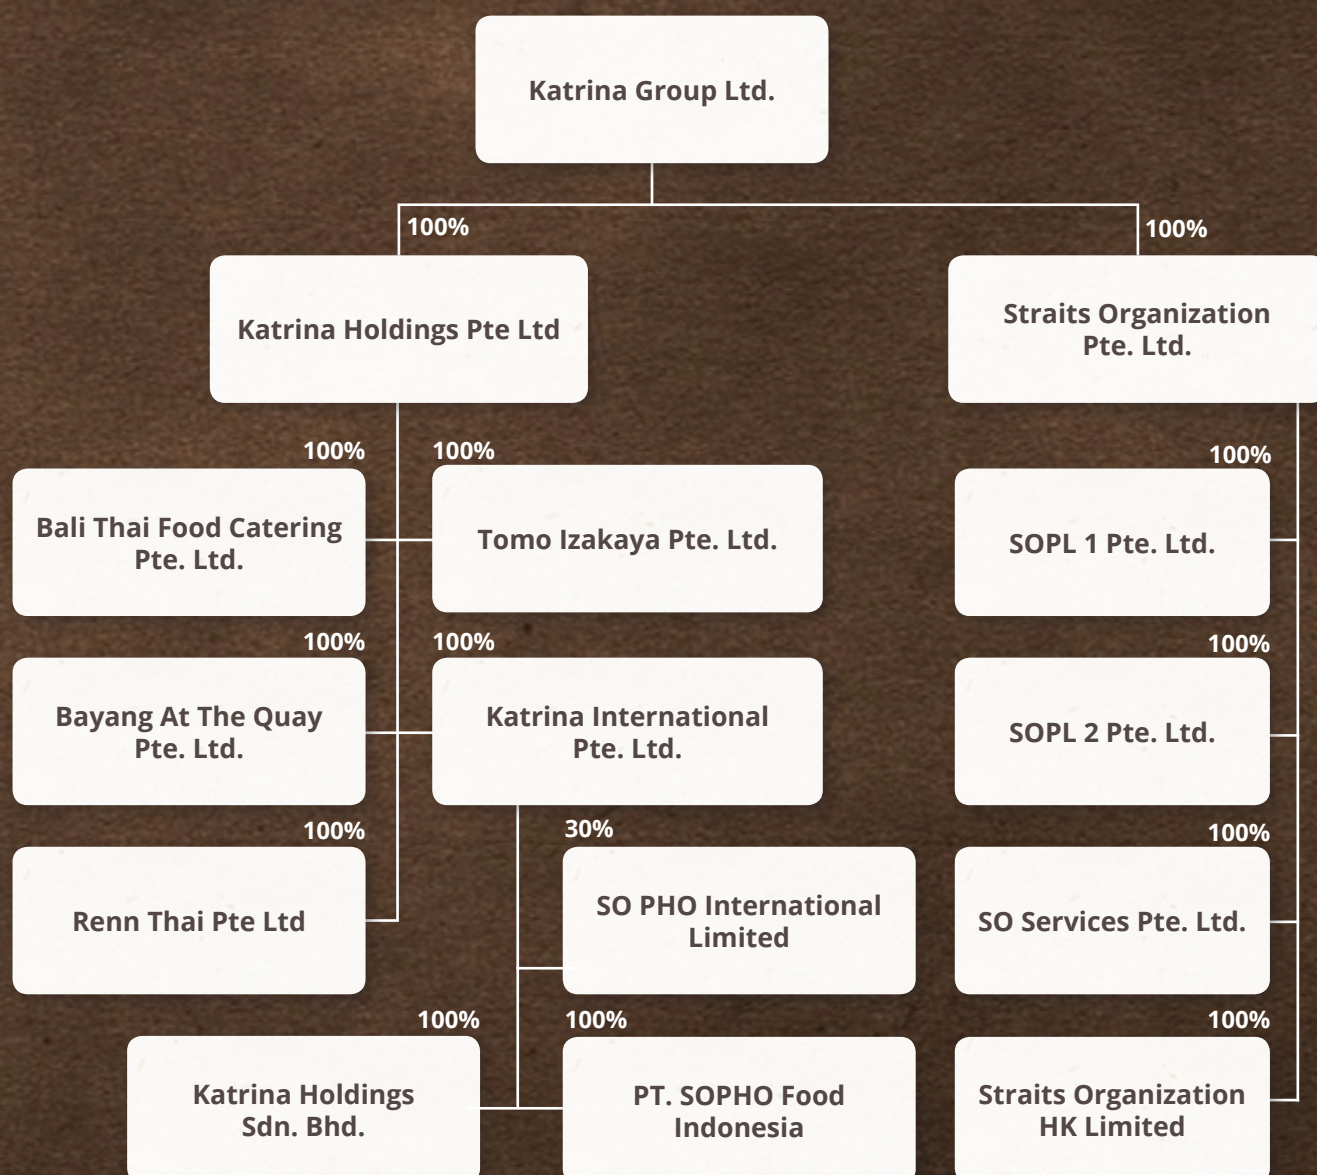 Katrina Group Ltd.
100%
100%
Katrina Holdings Pte Ltd
Straits Organization
Pte. Ltd.
100%
100%
100%
Bali Thai Food Catering
Pte. Ltd.
Tomo Izakaya Pte. Ltd.
SOPL 1 Pte. Ltd.
100%
100%
100%
Bayang At The Quay
Pte. Ltd.
Katrina International
Pte. Ltd.
SOPL 2 Pte. Ltd.
100%
30%
100%
Renn Thai Pte Ltd
SO PHO International
Limited
SO Services Pte. Ltd.
100%
100%
100%
Katrina Holdings
Sdn. Bhd.
PT. SOPHO Food
Indonesia
Straits Organization
HK Limited